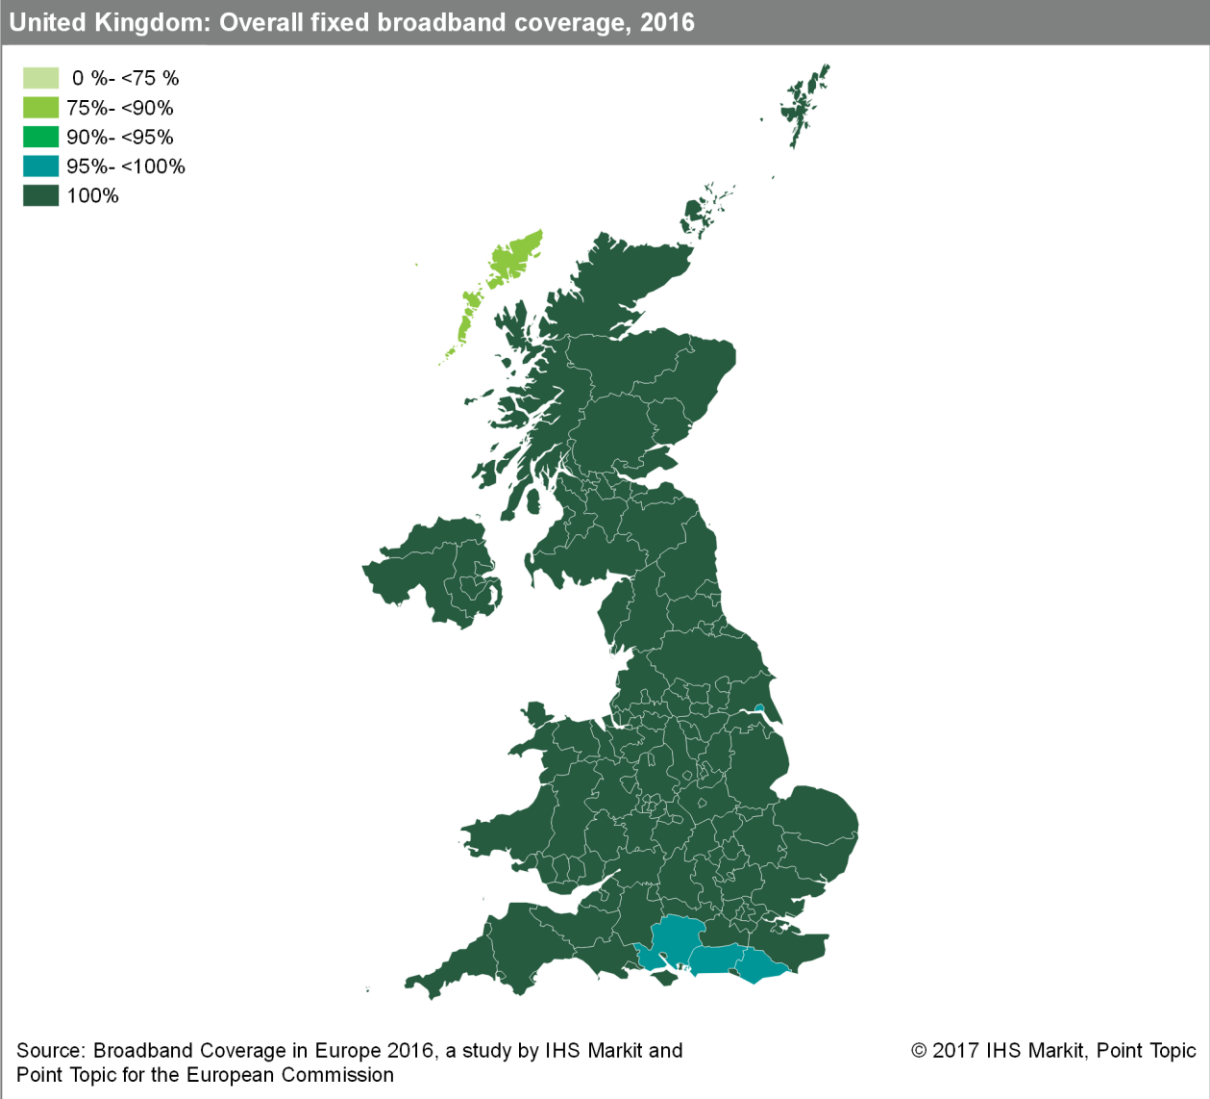 United Kingdom: Overall fixed broadband coverage, 2016
0 %- <75 %
75%- <90%
90%- <95%
95%- <100%
100%
Source: Broadband Coverage in Europe 2016, a study by IHS Markit and
Point Topic for the European Commission
© 2017 IHS Markit, Point Topic